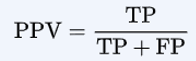 PPV = TP / (TP + FP)